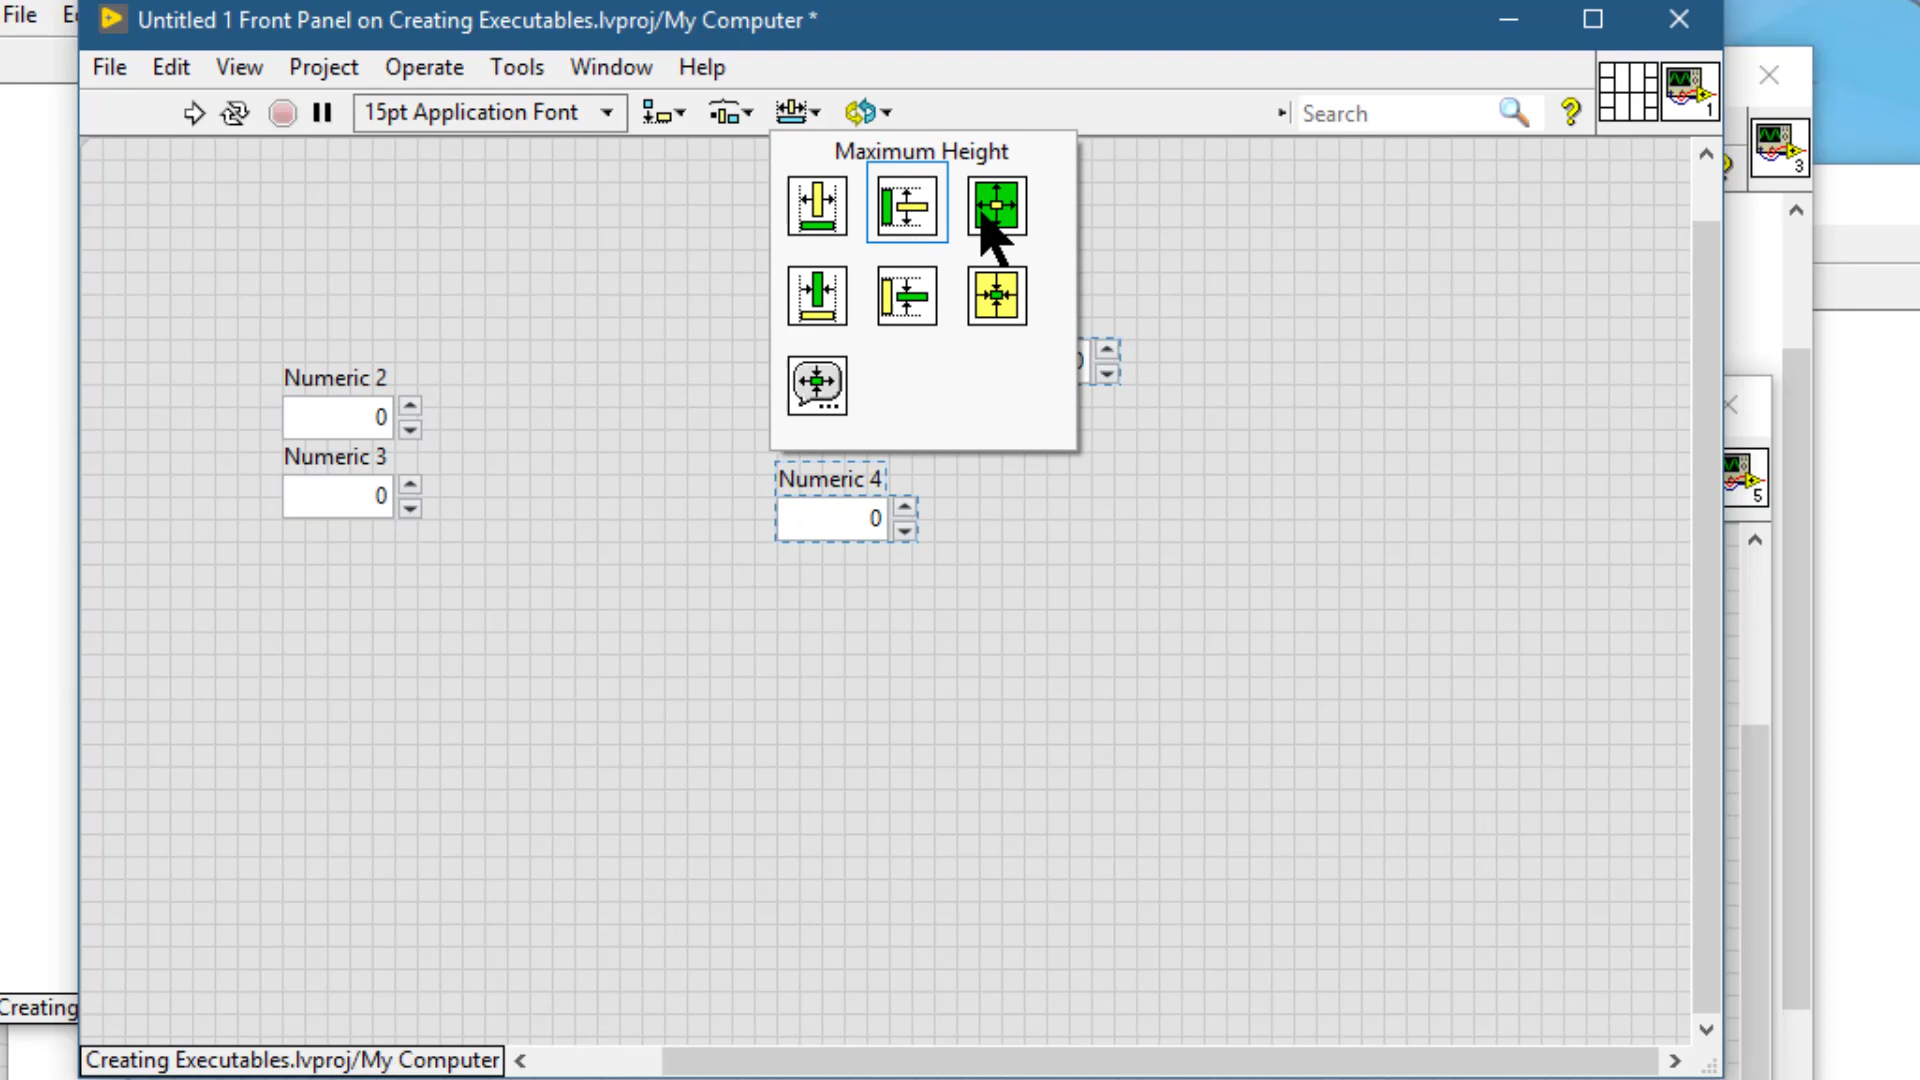 File
Untitled 1 Front Panel on Creating Executables.lvproj/My Computer *
File Edit View Project Operate Tools Window Help
15pt Application Font
Search
1
3
Maximum Height
Numeric 2
0
Numeric 3
0
Numeric 4
0
5
Creating
Creating Executables.lvproj/My Computer